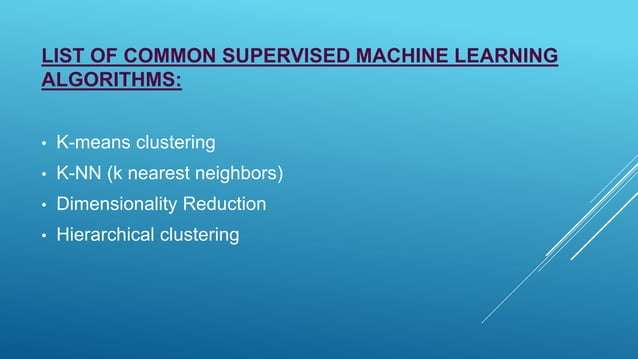 LIST OF COMMON SUPERVISED MACHINE LEARNING
ALGORITHMS:
• K-means clustering
• K-NN (k nearest neighbors)
• Dimensionality Reduction
• Hierarchical clustering